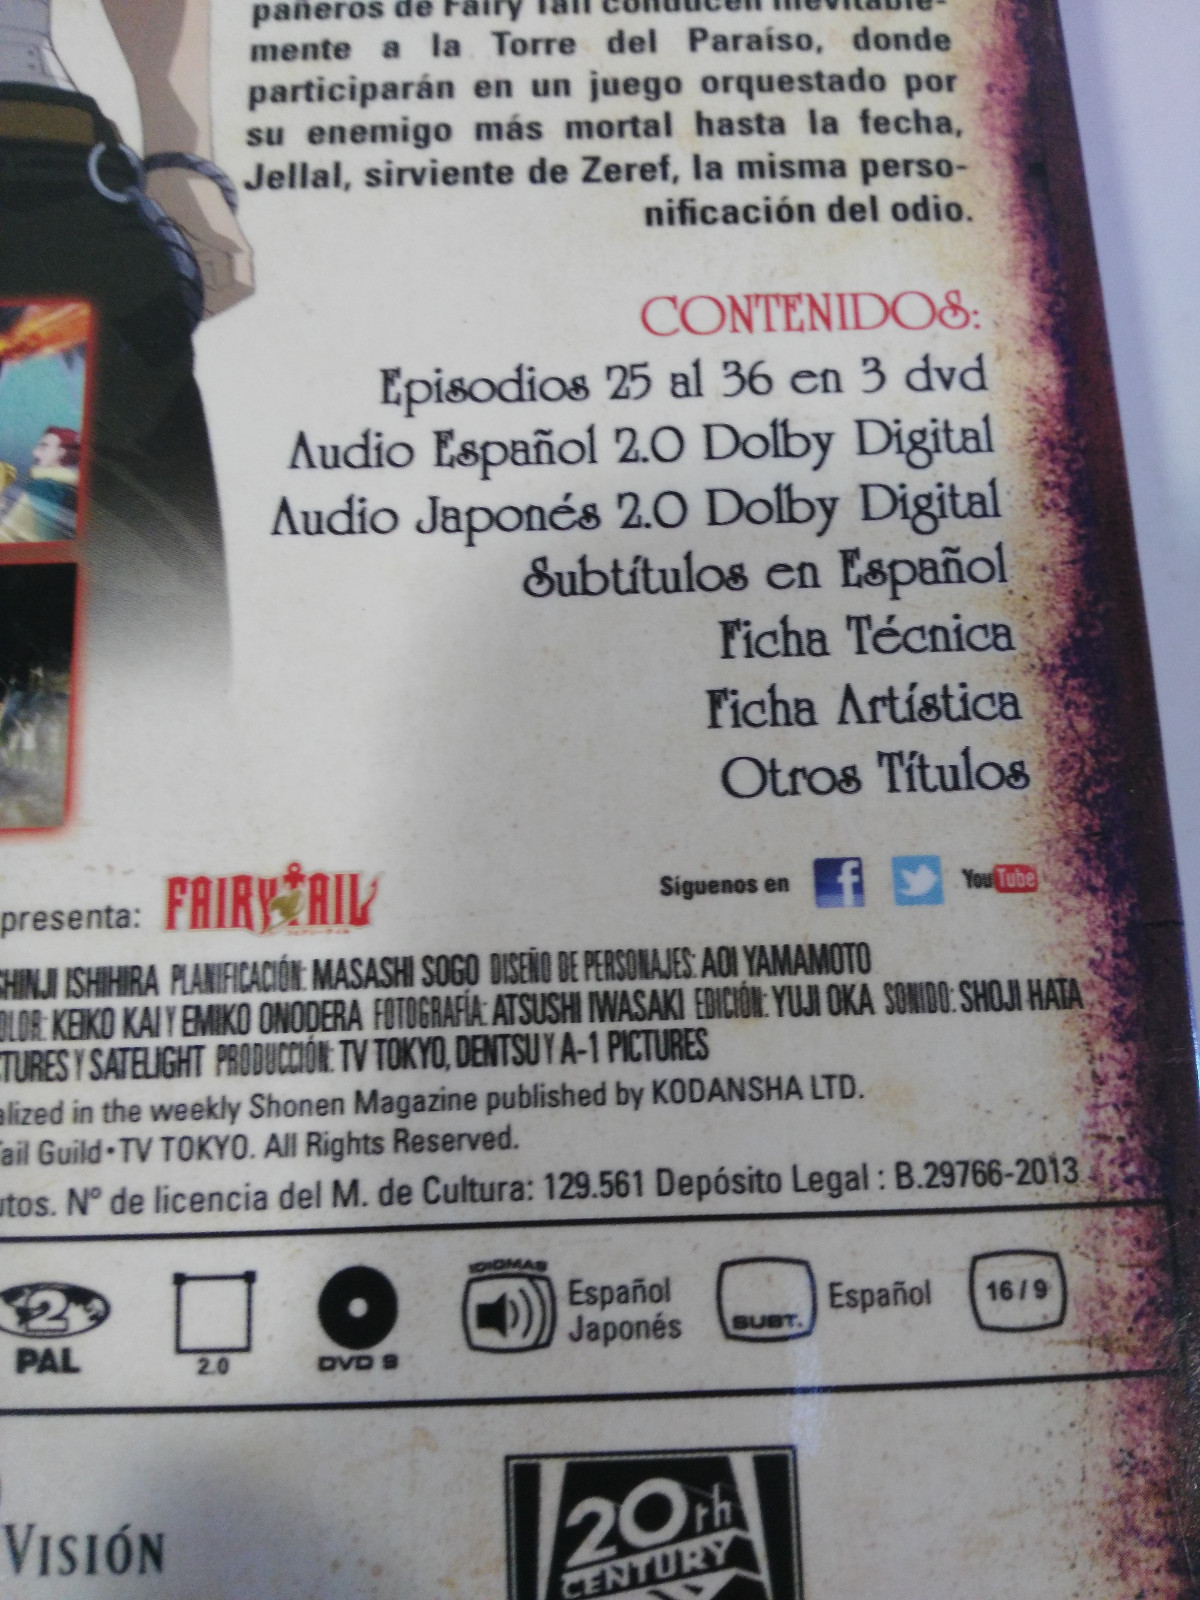 pañeros de Fairy Tail conducen inevitable-
mente a la Torre del Paraíso, donde
participarán en un juego orquestado por
su enemigo más mortal hasta la fecha,
Jellal, sirviente de Zeref, la misma perso-
nificación del odio.
CONTENIDOS:
Episodios 25 al 36 en 3 dvd
Audio Español 2.0 Dolby Digital
Audio Japonés 2.0 Dolby Digital
Subtítulos en Español
Ficha Técnica
Ficha Artística
Otros Títulos
presenta: FAIRY TAIL
Síguenos en f YouTube
SHINJI ISHIHIRA PLANIFICACIÓN: MASASHI SOGO DISEÑO DE PERSONAJES: AOI YAMAMOTO
OLOR: KEIKO KAI Y EMIKO ONODERA FOTOGRAFÍA: ATSUSHI IWASAKI EDICIÓN: YUJI OKA SONIDO: SHOJI HATA
CTURES Y SATELIGHT PRODUCCIÓN: TV TOKYO, DENTSU Y A-1 PICTURES
alized in the weekly Shonen Magazine published by KODANSHA LTD.
Tail Guild•TV TOKYO. All Rights Reserved.
utos. Nº de licencia del M. de Cultura: 129.561 Depósito Legal : B.29766-2013
2
PAL
2.0
DVD 9
IDIOMAS
Español
Japonés
SUBT.
Español
16/9
VISIÓN
20th
CENTURY